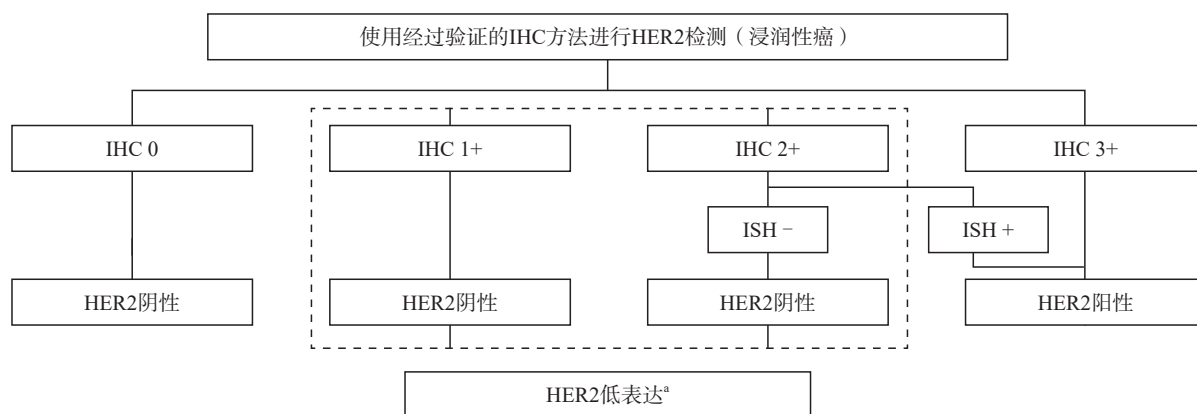 使用经过验证的IHC方法进行HER2检测（浸润性癌）
IHC 0
IHC 1+
IHC 2+
IHC 3+
ISH −
ISH +
HER2阴性
HER2阴性
HER2阴性
HER2阳性
HER2低表达ᵃ